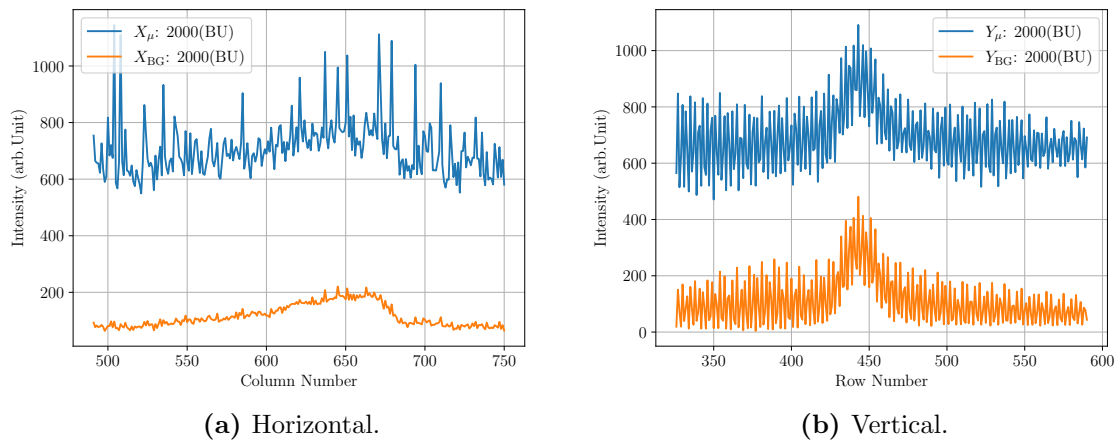 X_μ: 2000(BU)
X_BG: 2000(BU)
1000
800
600
400
200
Intensity (arb.Unit)
500 550 600 650 700 750
Column Number
(a) Horizontal.
Y_μ: 2000(BU)
Y_BG: 2000(BU)
1000
800
600
400
200
0
Intensity (arb.Unit)
350 400 450 500 550 600
Row Number
(b) Vertical.